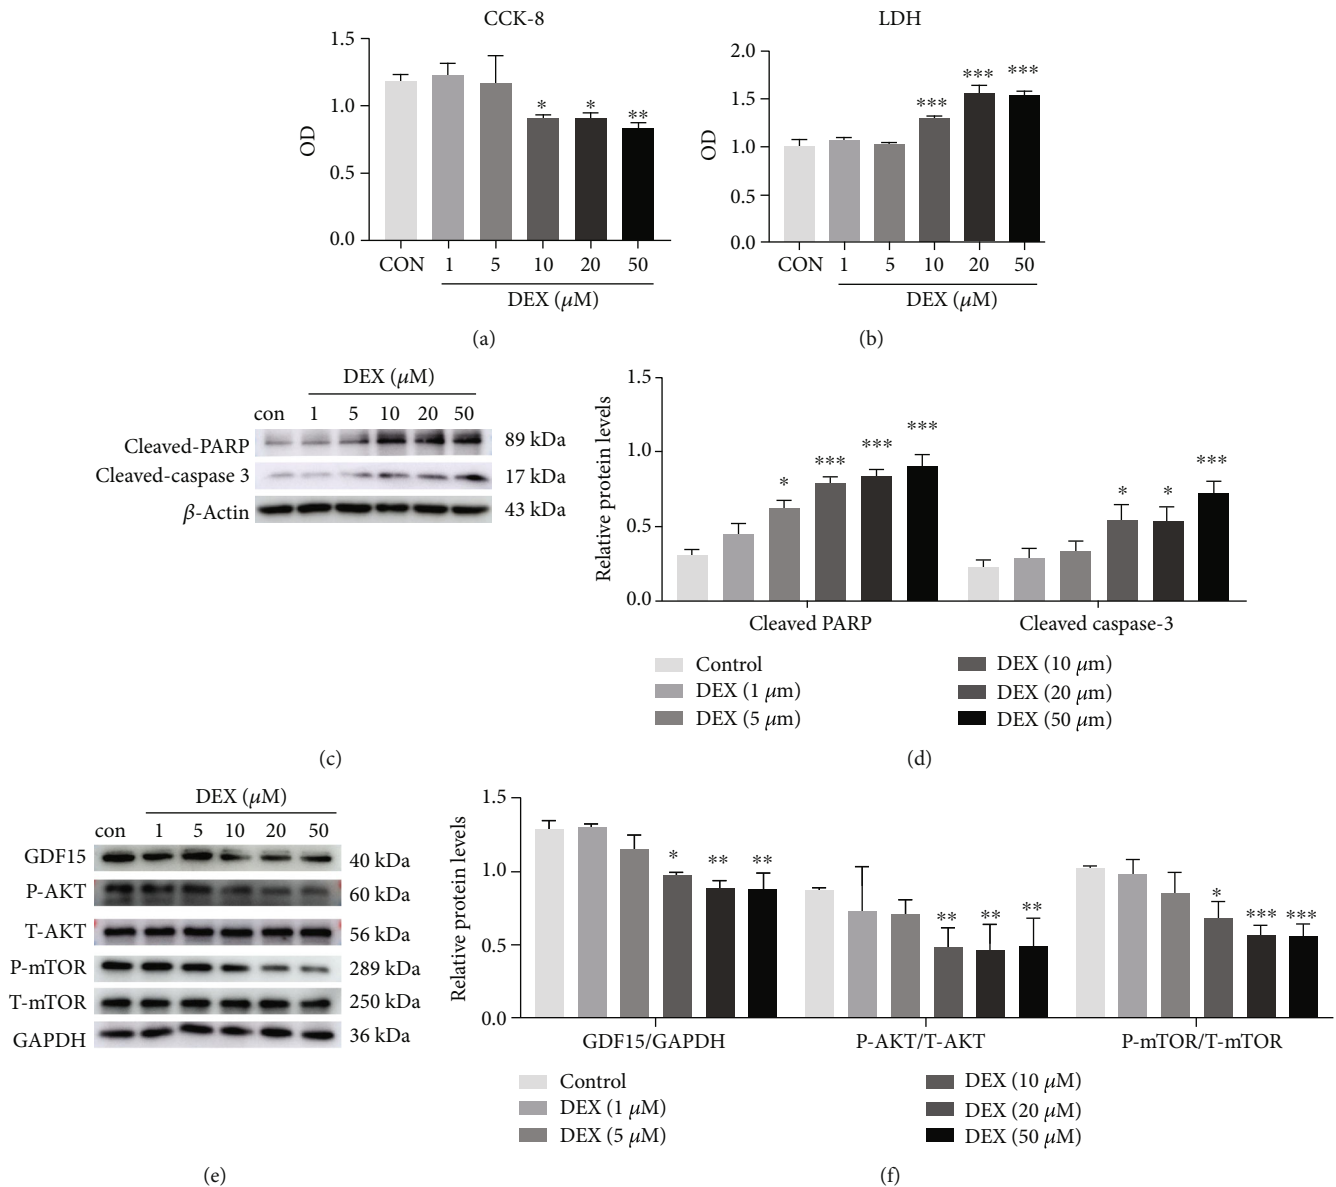 CCK-8
1.5
1.0
0.5
0.0
OD
* * **
CON 1 5 10 20 50
DEX (μM)
(a)
LDH
2.0
1.5
1.0
0.5
0.0
OD
*** *** ***
CON 1 5 10 20 50
DEX (μM)
(b)
DEX (μM)
con 1 5 10 20 50
Cleaved-PARP 89 kDa
Cleaved-caspase 3 17 kDa
β-Actin 43 kDa
(c)
1.5
1.0
0.5
0.0
Relative protein levels
* *** *** ***
* * ***
Cleaved PARP Cleaved caspase-3
Control
DEX (1 μm)
DEX (5 μm)
DEX (10 μm)
DEX (20 μm)
DEX (50 μm)
(d)
DEX (μM)
con 1 5 10 20 50
GDF15 40 kDa
P-AKT 60 kDa
T-AKT 56 kDa
P-mTOR 289 kDa
T-mTOR 250 kDa
GAPDH 36 kDa
(e)
1.5
1.0
0.5
0.0
Relative protein levels
* ** **
** ** **
* *** ***
GDF15/GAPDH P-AKT/T-AKT P-mTOR/T-mTOR
Control
DEX (1 μM)
DEX (5 μM)
DEX (10 μM)
DEX (20 μM)
DEX (50 μM)
(f)